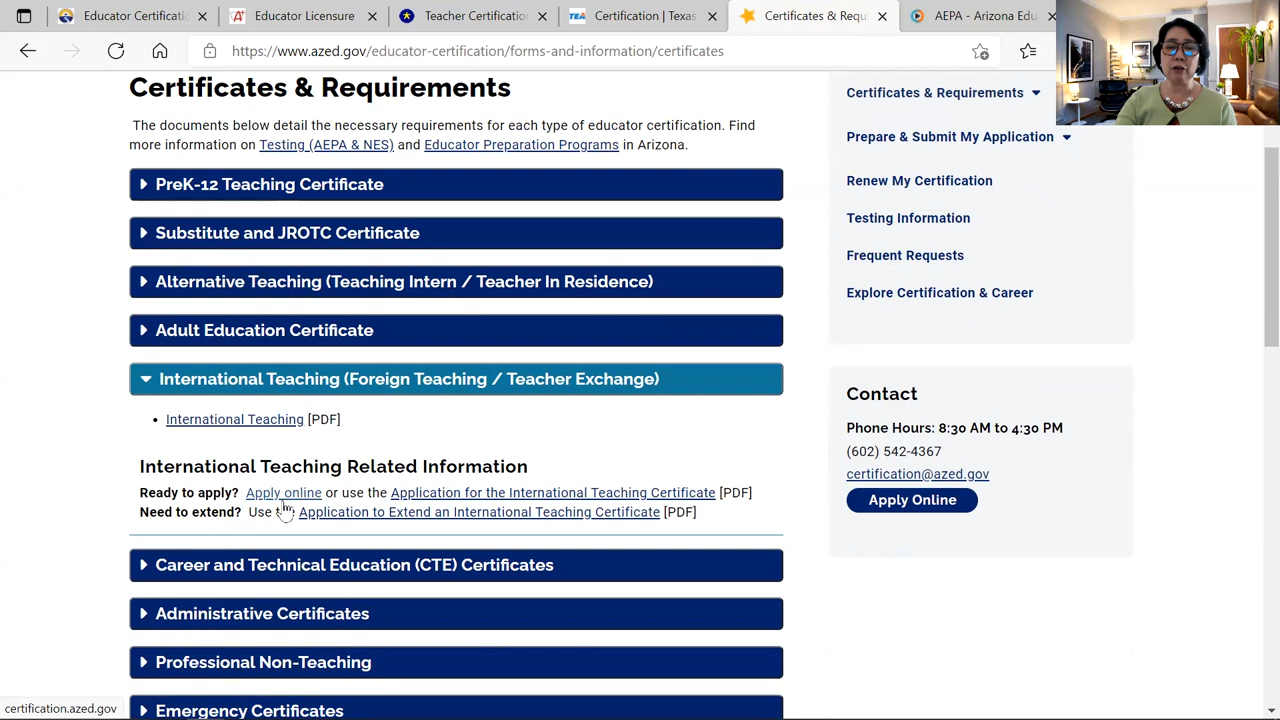 Educator Certification
Educator Licensure
Teacher Certification
TEA Certification | Texas
Certificates & Requ
AEPA - Arizona Edu
https://www.azed.gov/educator-certification/forms-and-information/certificates
Certificates & Requirements
The documents below detail the necessary requirements for each type of educator certification. Find
more information on Testing (AEPA & NES) and Educator Preparation Programs in Arizona.
PreK-12 Teaching Certificate
Substitute and JROTC Certificate
Alternative Teaching (Teaching Intern / Teacher In Residence)
Adult Education Certificate
International Teaching (Foreign Teaching / Teacher Exchange)
• International Teaching [PDF]
International Teaching Related Information
Ready to apply? Apply online or use the Application for the International Teaching Certificate [PDF]
Need to extend? Use Application to Extend an International Teaching Certificate [PDF]
Career and Technical Education (CTE) Certificates
Administrative Certificates
Professional Non-Teaching
Emergency Certificates
Certificates & Requirements
Prepare & Submit My Application
Renew My Certification
Testing Information
Frequent Requests
Explore Certification & Career
Contact
Phone Hours: 8:30 AM to 4:30 PM
(602) 542-4367
certification@azed.gov
Apply Online
certification.azed.gov